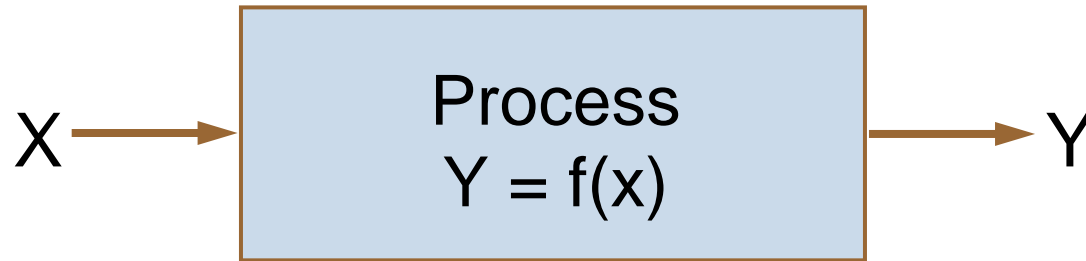 X
Process
Y = f(x)
Y